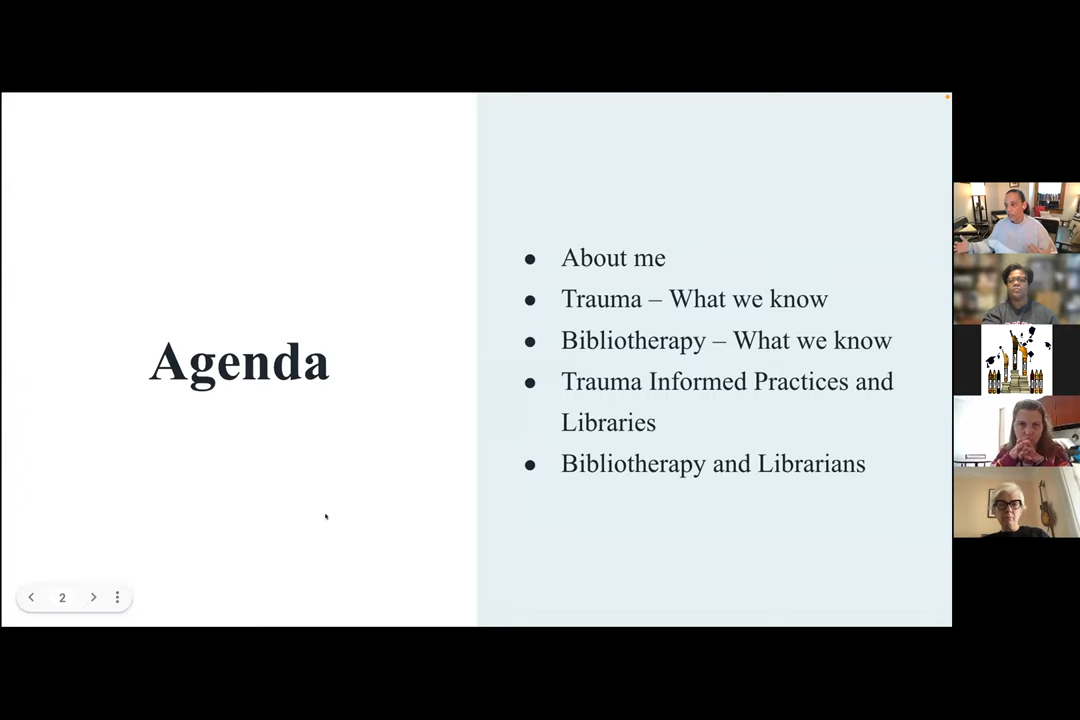 Agenda
● About me
● Trauma – What we know
● Bibliotherapy – What we know
● Trauma Informed Practices and
Libraries
● Bibliotherapy and Librarians
2